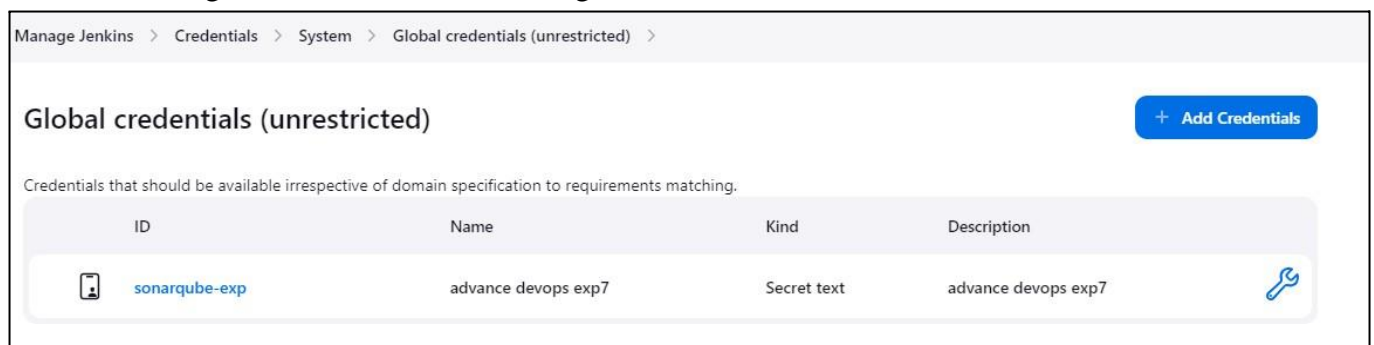 Manage Jenkins > Credentials > System > Global credentials (unrestricted) >
Global credentials (unrestricted)
+ Add Credentials
Credentials that should be available irrespective of domain specification to requirements matching.
ID Name Kind Description
sonarqube-exp advance devops exp7 Secret text advance devops exp7